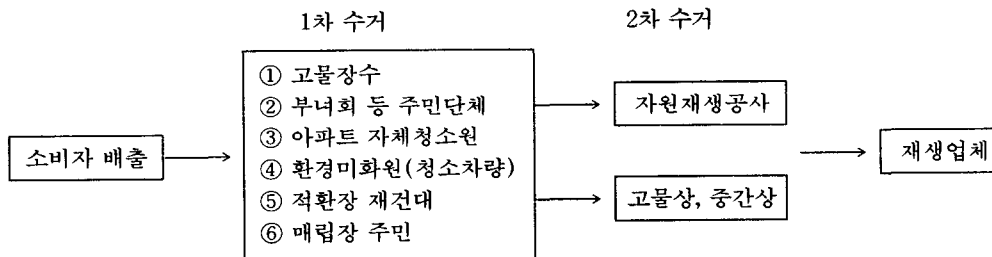 1차 수거
2차 수거
소비자 배출
① 고물장수
② 부녀회 등 주민단체
③ 아파트 자체청소원
④ 환경미화원(청소차량)
⑤ 적환장 재건대
⑥ 매립장 주민
자원재생공사
고물상, 중간상
재생업체